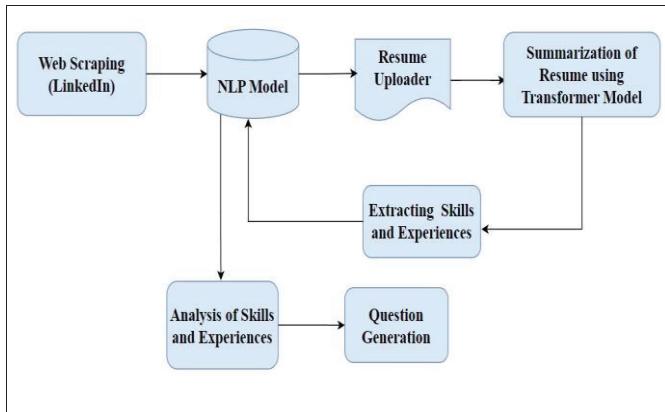 Web Scraping
(LinkedIn)
NLP Model
Resume
Uploader
Summarization of
Resume using
Transformer Model
Extracting Skills
and Experiences
Analysis of Skills
and Experiences
Question
Generation